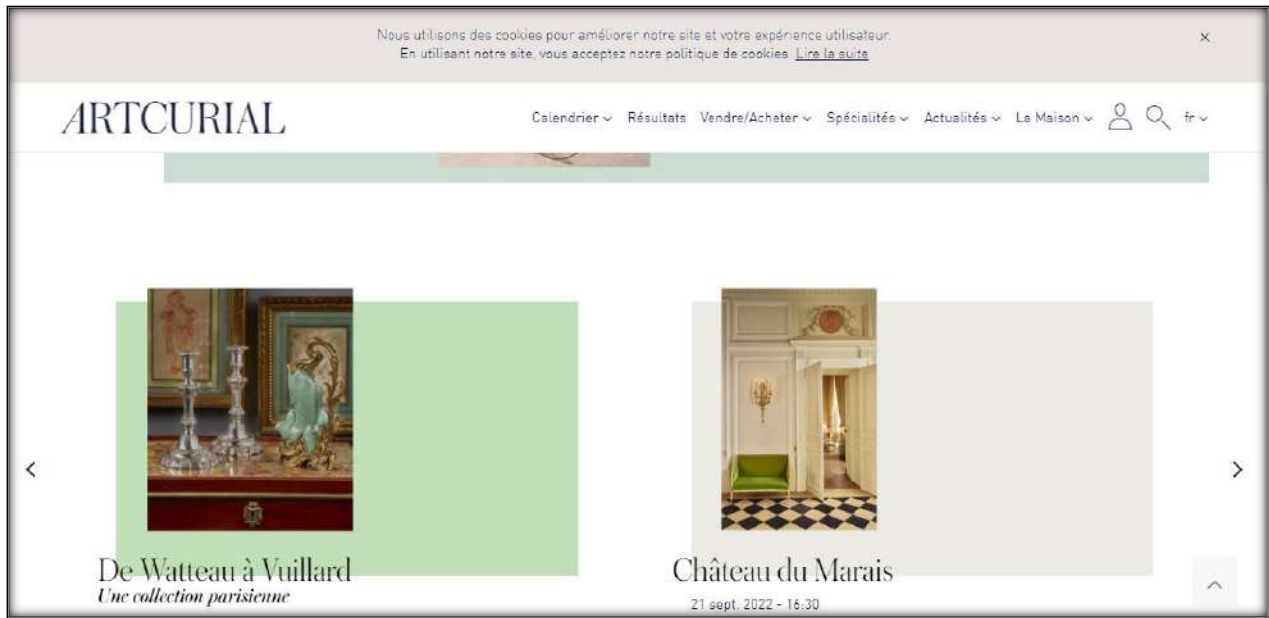 Nous utilisons des cookies pour améliorer notre site et votre expérience utilisateur.
En utilisant notre site, vous acceptez notre politique de cookies. Lire la suite
ARTCURIAL
Calendrier Résultats Vendre/Acheter Spécialités Actualités La Maison fr
De Watteau à Vuillard
Une collection parisienne
Château du Marais
21 sept. 2022 - 16:30